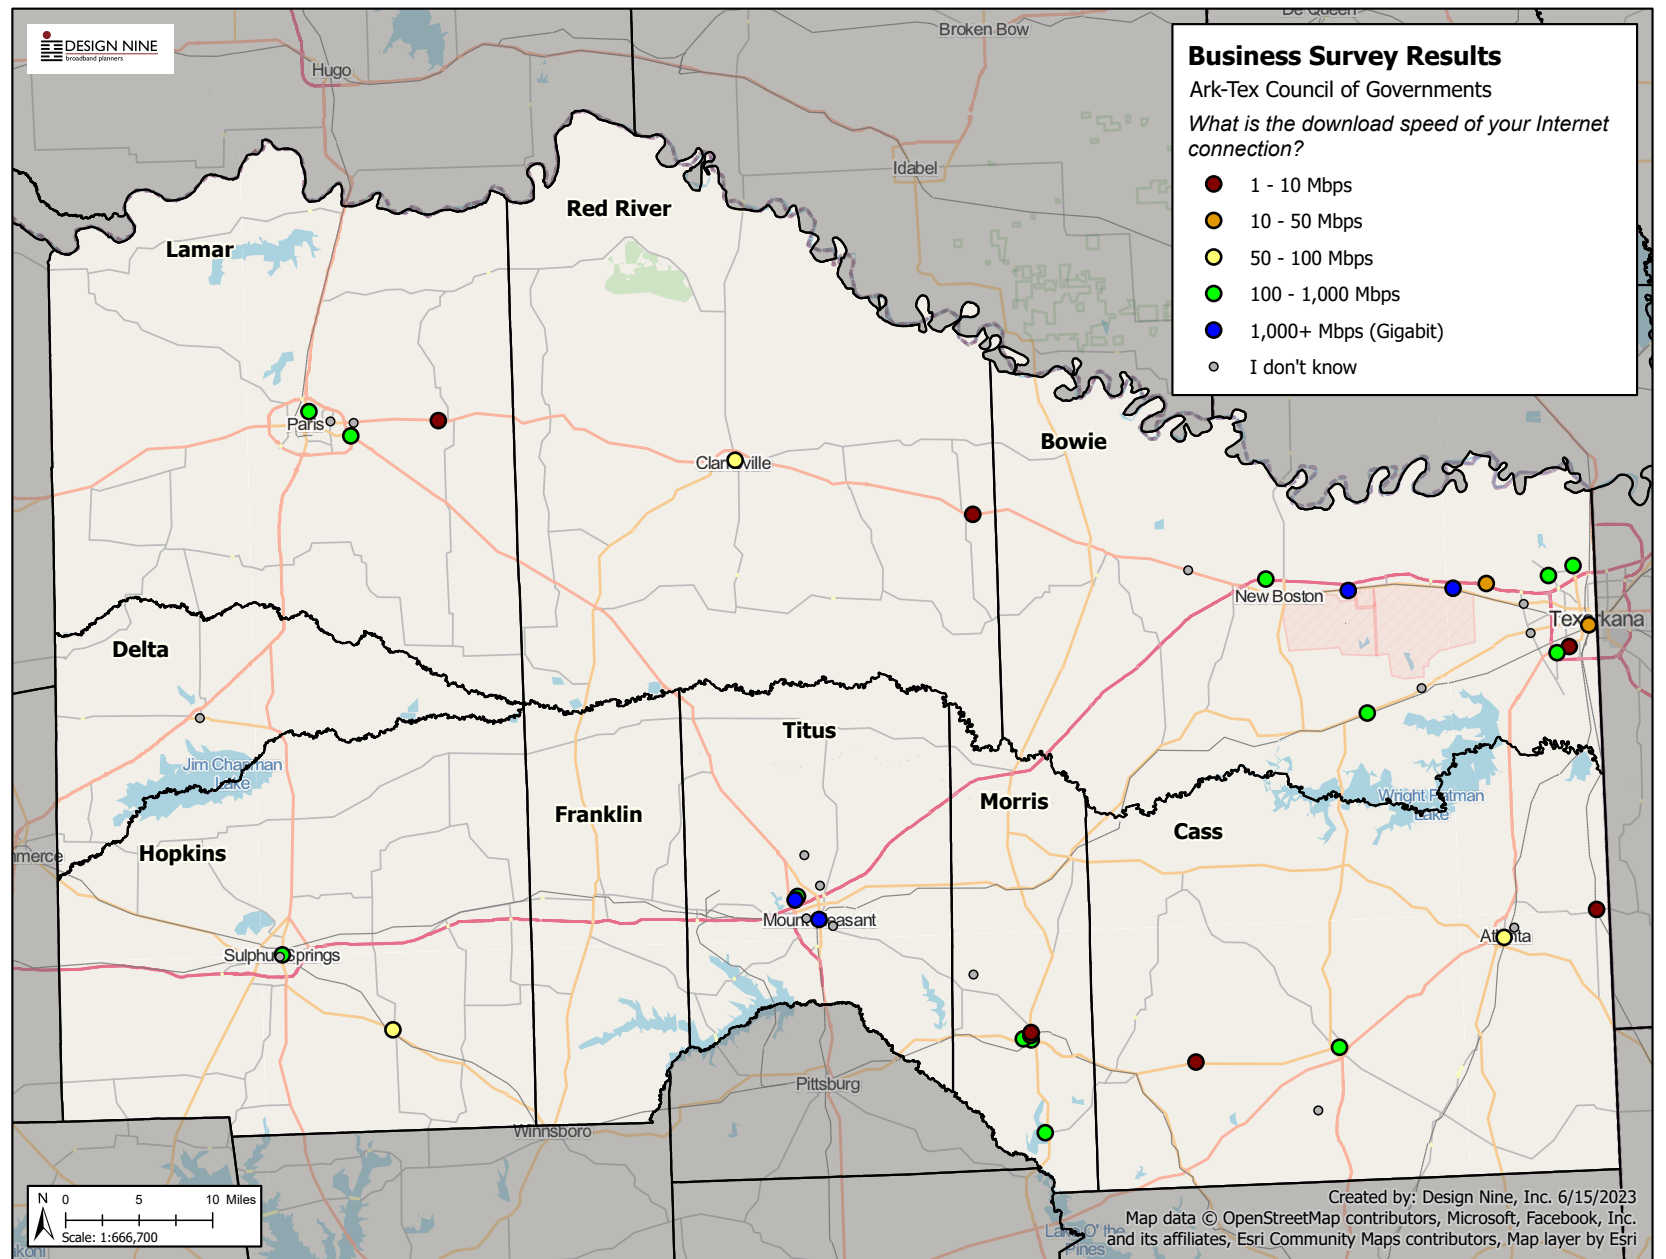 De Queen
Broken Bow
DESIGN NINE
broadband planners
Hugo
Business Survey Results
Ark-Tex Council of Governments
What is the download speed of your Internet
connection?
1 - 10 Mbps
10 - 50 Mbps
50 - 100 Mbps
100 - 1,000 Mbps
1,000+ Mbps (Gigabit)
I don't know
Idabel
Red River
Lamar
Paris
Bowie
New Boston
Delta
Titus
Jim Chapman
Lake
Morris
Wright Patman
Lake
Franklin
Cass
Hopkins
Sulphur Springs
Pittsburg
Winnsboro
N 0 5 10 Miles
Scale: 1:666,700
Created by: Design Nine, Inc. 6/15/2023
Map data © OpenStreetMap contributors, Microsoft, Facebook, Inc.
and its affiliates, Esri Community Maps contributors, Map layer by Esri
Lake O' the
Pines